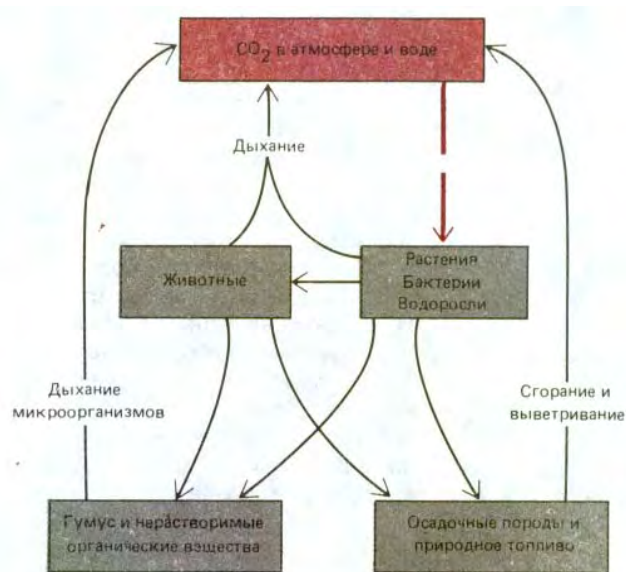 CO2 в атмосфере и воде
Дыхание
Животные
Растения
Бактерии
Водоросли
Дыхание
микроорганизмов
Сгорание и
выветривание
Гумус и нерастворимые
органические вещества
Осадочные породы и
природное топливо